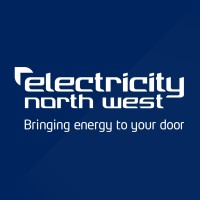 electricity
north west
Bringing energy to your door